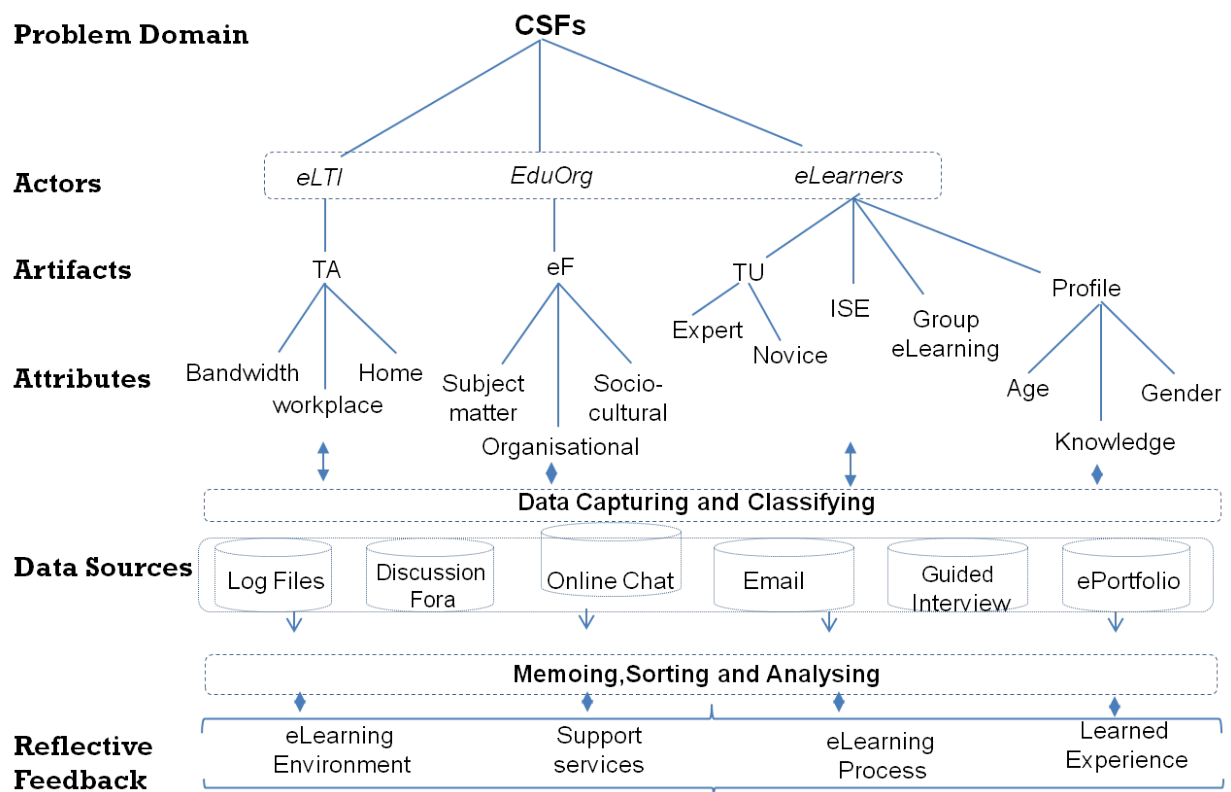 Problem Domain
CSFs
Actors
eLTI
EduOrg
eLearners
Artifacts
TA
eF
TU
ISE
Group
eLearning
Profile
Expert
Novice
Attributes
Bandwidth
workplace
Home
Subject
matter
Organisational
Socio-
cultural
Age
Knowledge
Gender
Data Capturing and Classifying
Data Sources
Log Files
Discussion
Fora
Online Chat
Email
Guided
Interview
ePortfolio
Memoing,Sorting and Analysing
Reflective
Feedback
eLearning
Environment
Support
services
eLearning
Process
Learned
Experience